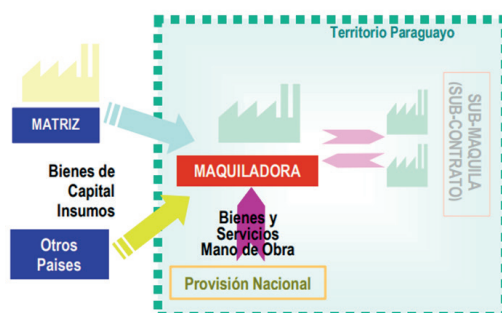 Territorio Paraguayo
MATRIZ
Bienes de
Capital
Insumos
Otros
Paises
MAQUILADORA
Bienes y
Servicios
Mano de Obra
Provisión Nacional
SUB-MAQUILA
(SUB-CONTRATO)